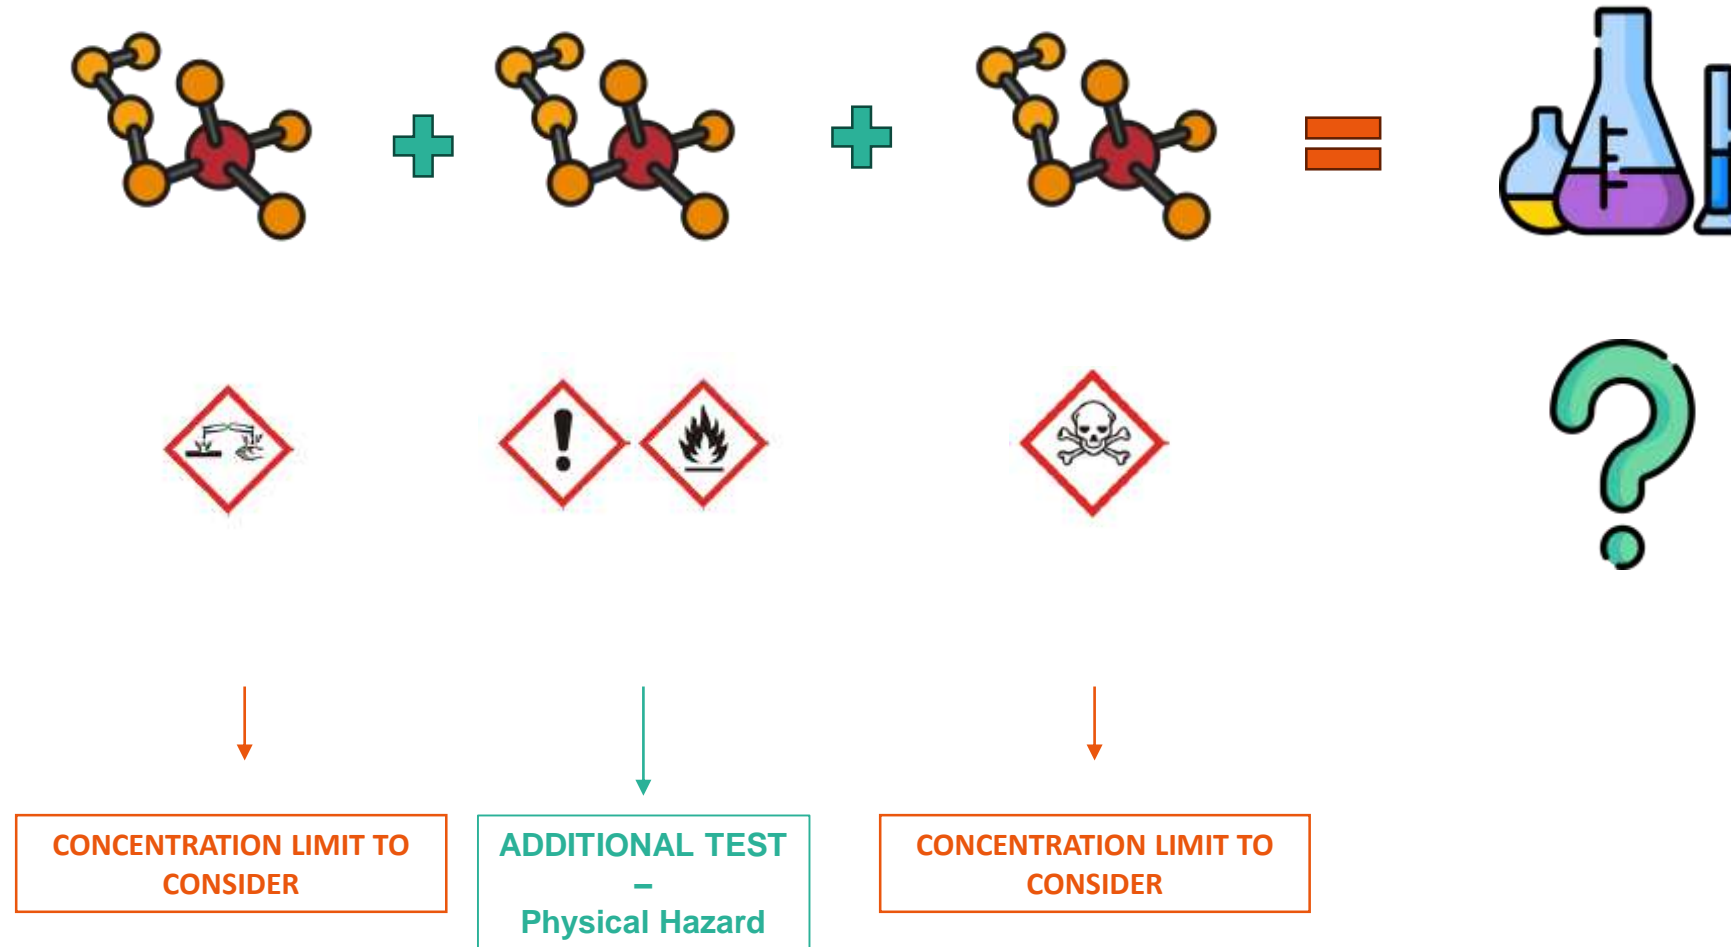 CONCENTRATION LIMIT TO
CONSIDER
ADDITIONAL TEST
–
Physical Hazard
CONCENTRATION LIMIT TO
CONSIDER